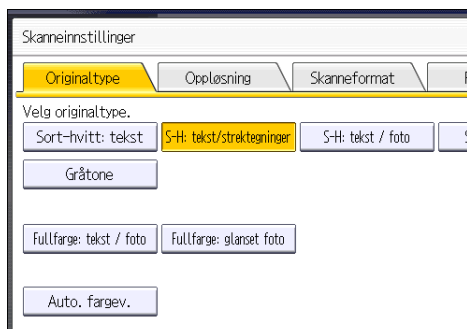 Skanneinnstillinger
Originaltype Oppløsning Skanneformat
Velg originaltype.
Sort-hvitt: tekst S-H: tekst/strektegninger S-H: tekst / foto
Gråtone
Fullfarge: tekst / foto Fullfarge: glanset foto
Auto. fargev.